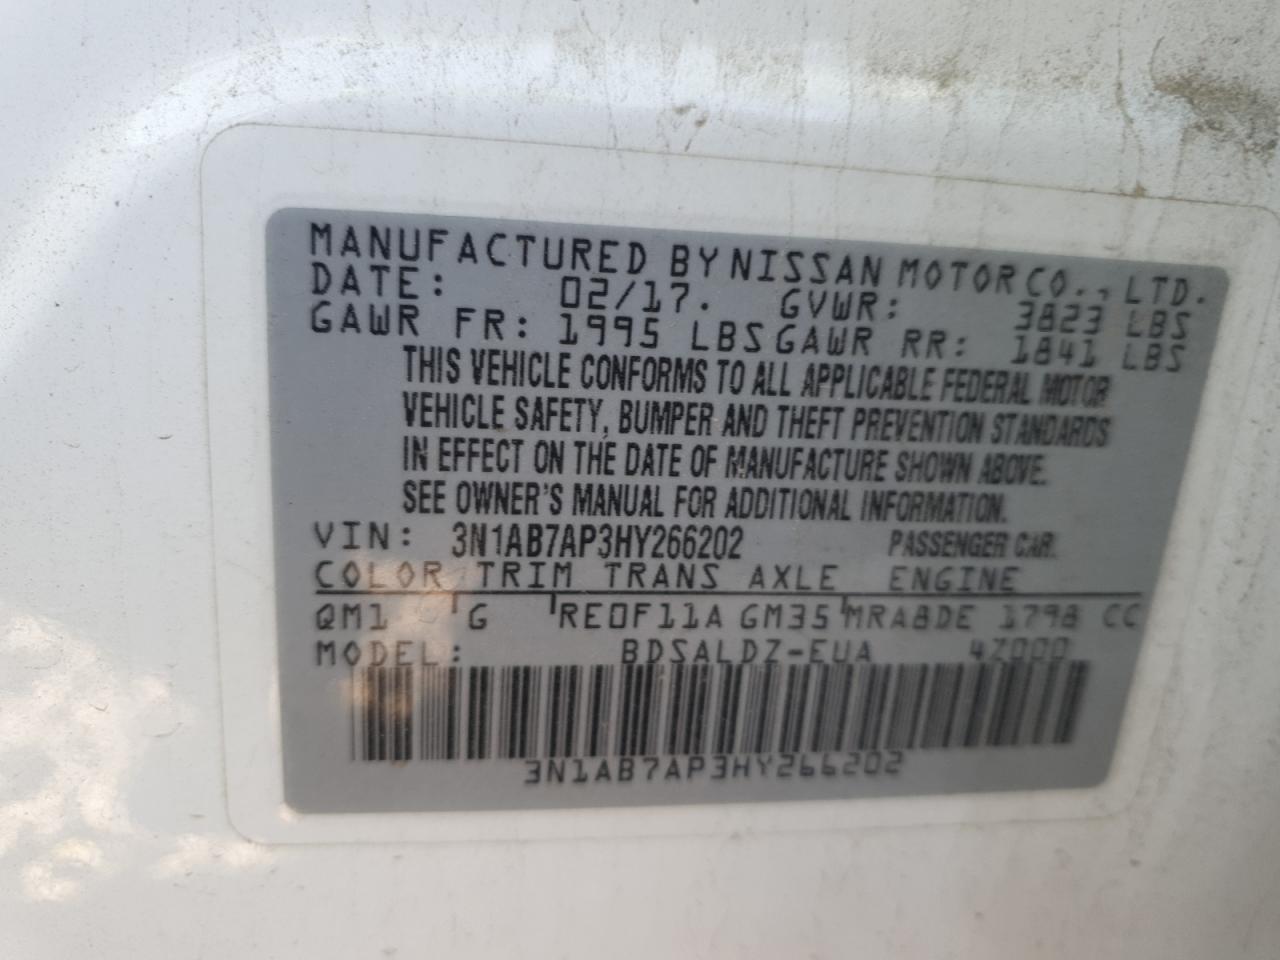 MANUFACTURED BY NISSAN MOTOR CO., LTD.
DATE: 02/17. GVWR: 3823 LBS
GAWR FR: 1995 LBS GAWR RR: 1841 LBS
THIS VEHICLE CONFORMS TO ALL APPLICABLE FEDERAL MOTOR
VEHICLE SAFETY, BUMPER AND THEFT PREVENTION STANDARDS
IN EFFECT ON THE DATE OF MANUFACTURE SHOWN ABOVE.
SEE OWNER'S MANUAL FOR ADDITIONAL INFORMATION.
VIN: 3N1AB7AP3HY266202 PASSENGER CAR
COLOR TRIM TRANS AXLE ENGINE
QM1 G RE0F11A GM35 MRA8DE 1798 CC
MODEL: BDSALDZ-EUA 4Z000
3N1AB7AP3HY266202